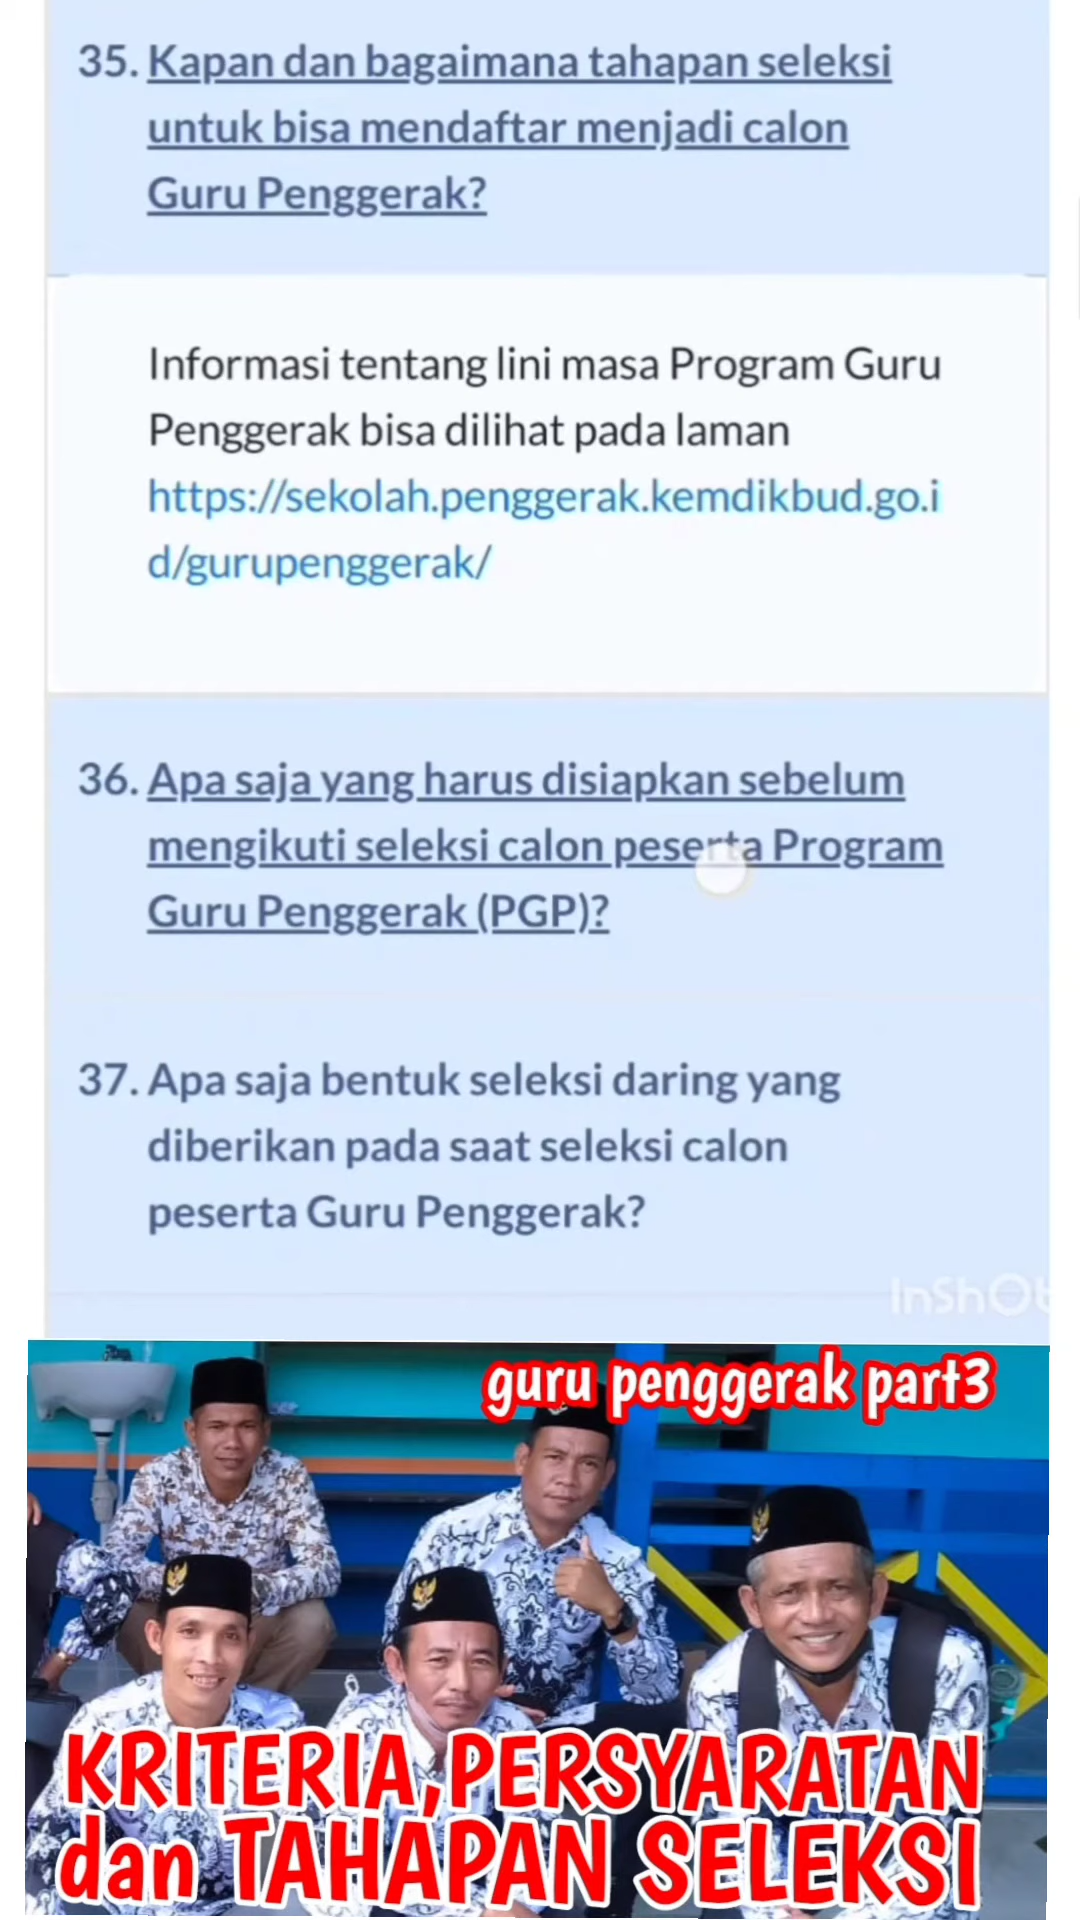 35. Kapan dan bagaimana tahapan seleksi
untuk bisa mendaftar menjadi calon
Guru Penggerak?
Informasi tentang lini masa Program Guru
Penggerak bisa dilihat pada laman
https://sekolah.penggerak.kemdikbud.go.i
d/gurupenggerak/
36. Apa saja yang harus disiapkan sebelum
mengikuti seleksi calon peserta Program
Guru Penggerak (PGP)?
37. Apa saja bentuk seleksi daring yang
diberikan pada saat seleksi calon
peserta Guru Penggerak?
InShOt
guru penggerak part3
KRITERIA,PERSYARATAN
dan TAHAPAN SELEKSI